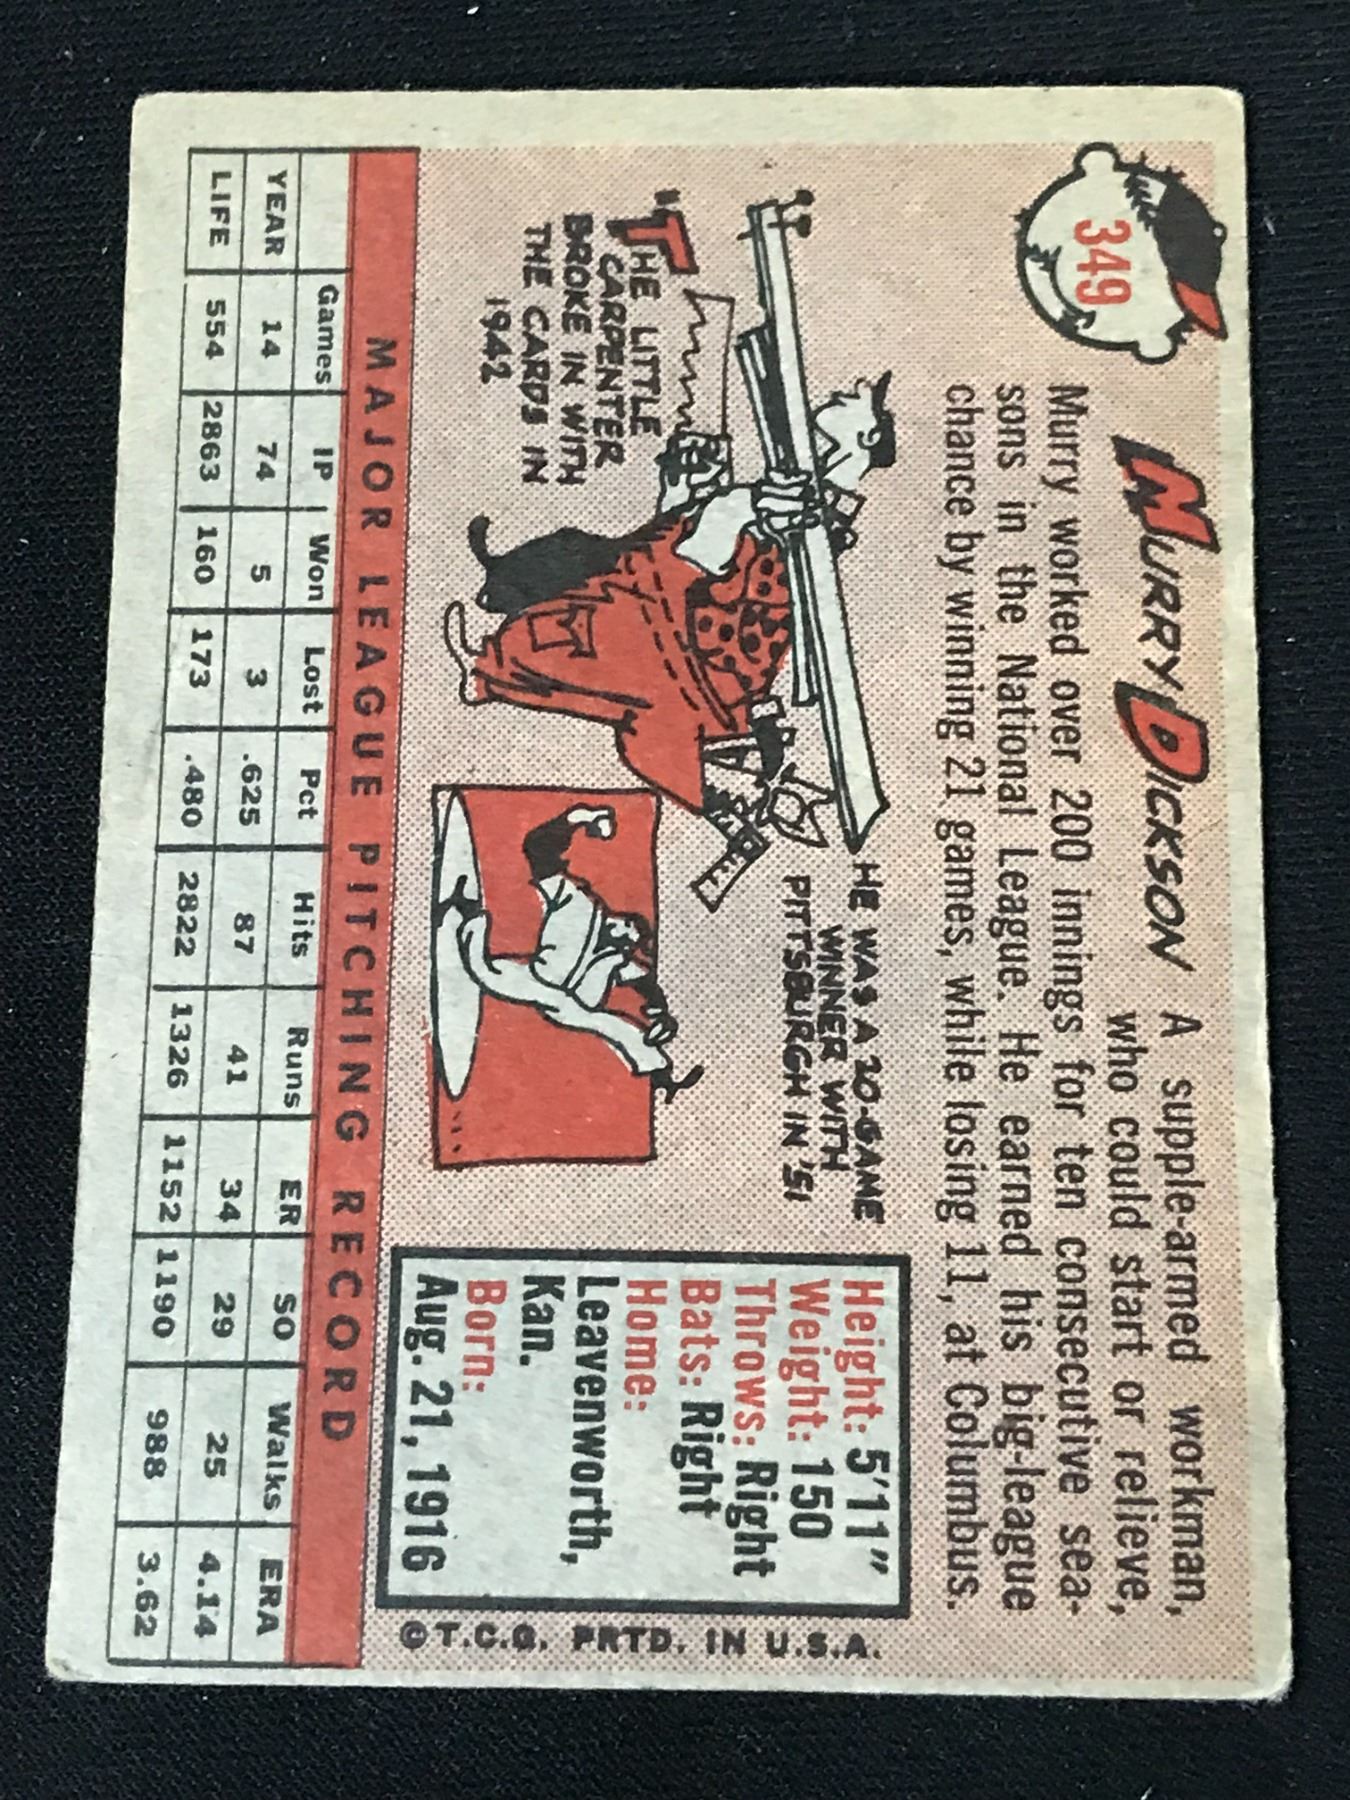 349
MURRY DICKSON
A supple-armed workman,
who could start or relieve,
Murry worked over 200 innings for ten consecutive sea-
sons in the National League. He earned his big-league
chance by winning 21 games, while losing 11, at Columbus.
"THE LITTLE
CARPENTER"
BROKE IN WITH
THE CARDS IN
1942
HE WAS A 20-GAME
WINNER WITH
PITTSBURGH IN '51
Height: 5'11"
Weight: 150
Throws: Right
Bats: Right
Home:
Leavenworth,
Kan.
Born:
Aug. 21, 1916
©T.C.G. PRTD. IN U.S.A.
MAJOR LEAGUE PITCHING RECORD
Games IP Won Lost Pct Hits Runs ER SO Walks ERA
YEAR 14 74 5 3 .625 87 41 34 29 25 4.14
LIFE 554 2863 160 173 .480 2822 1326 1152 1190 988 3.62